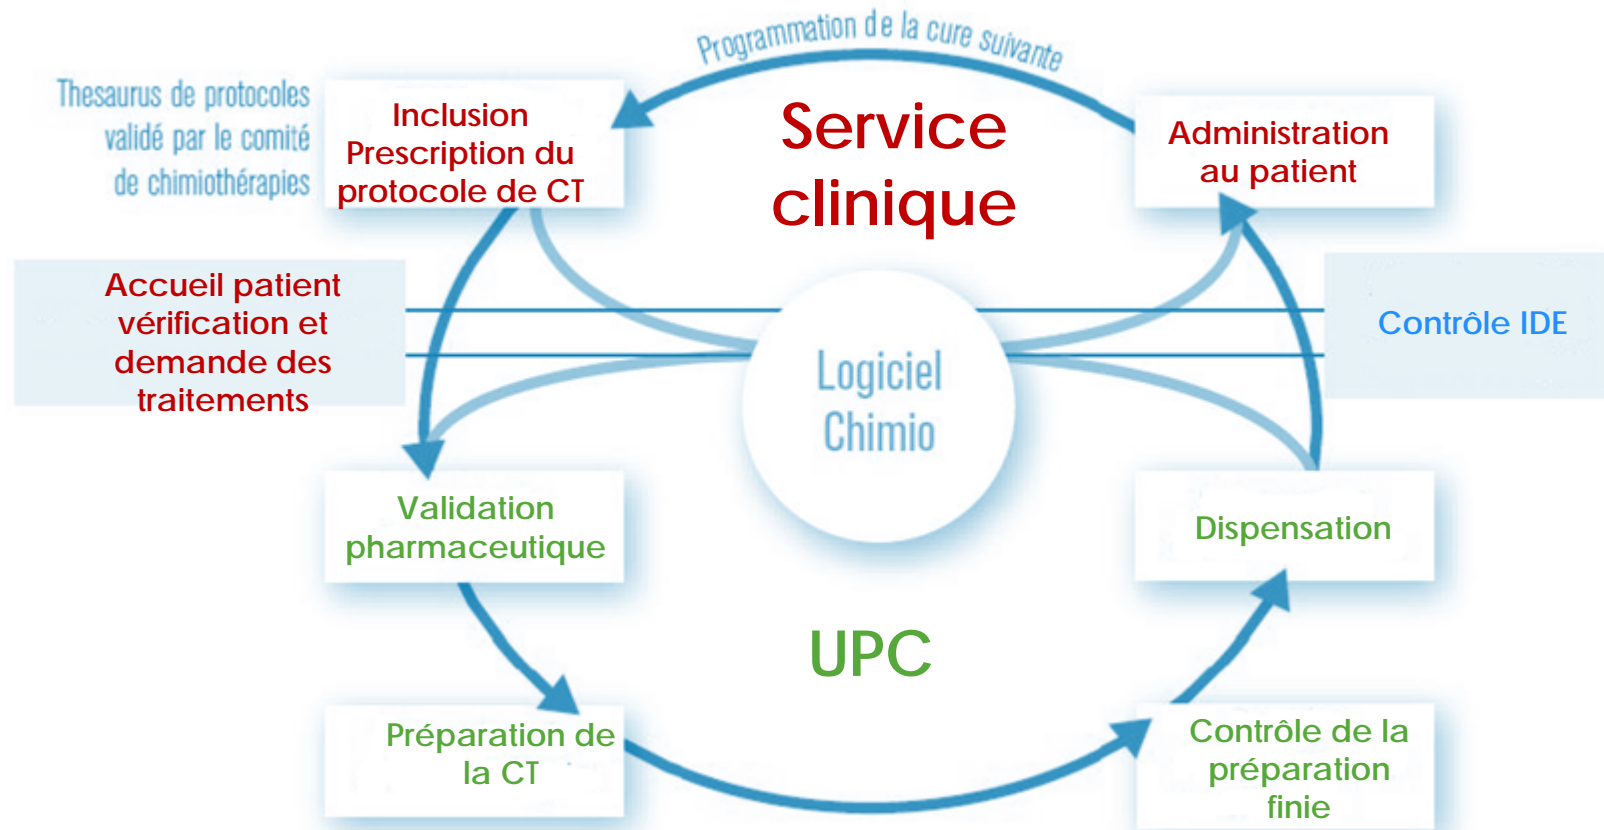 Programmation de la cure suivante
Thesaurus de protocoles
validé par le comité
de chimiothérapies
Inclusion
Prescription du
protocole de CT
Service
clinique
Administration
au patient
Accueil patient
vérification et
demande des
traitements
Contrôle IDE
Logiciel
Chimio
Validation
pharmaceutique
Dispensation
UPC
Préparation de
la CT
Contrôle de la
préparation
finie